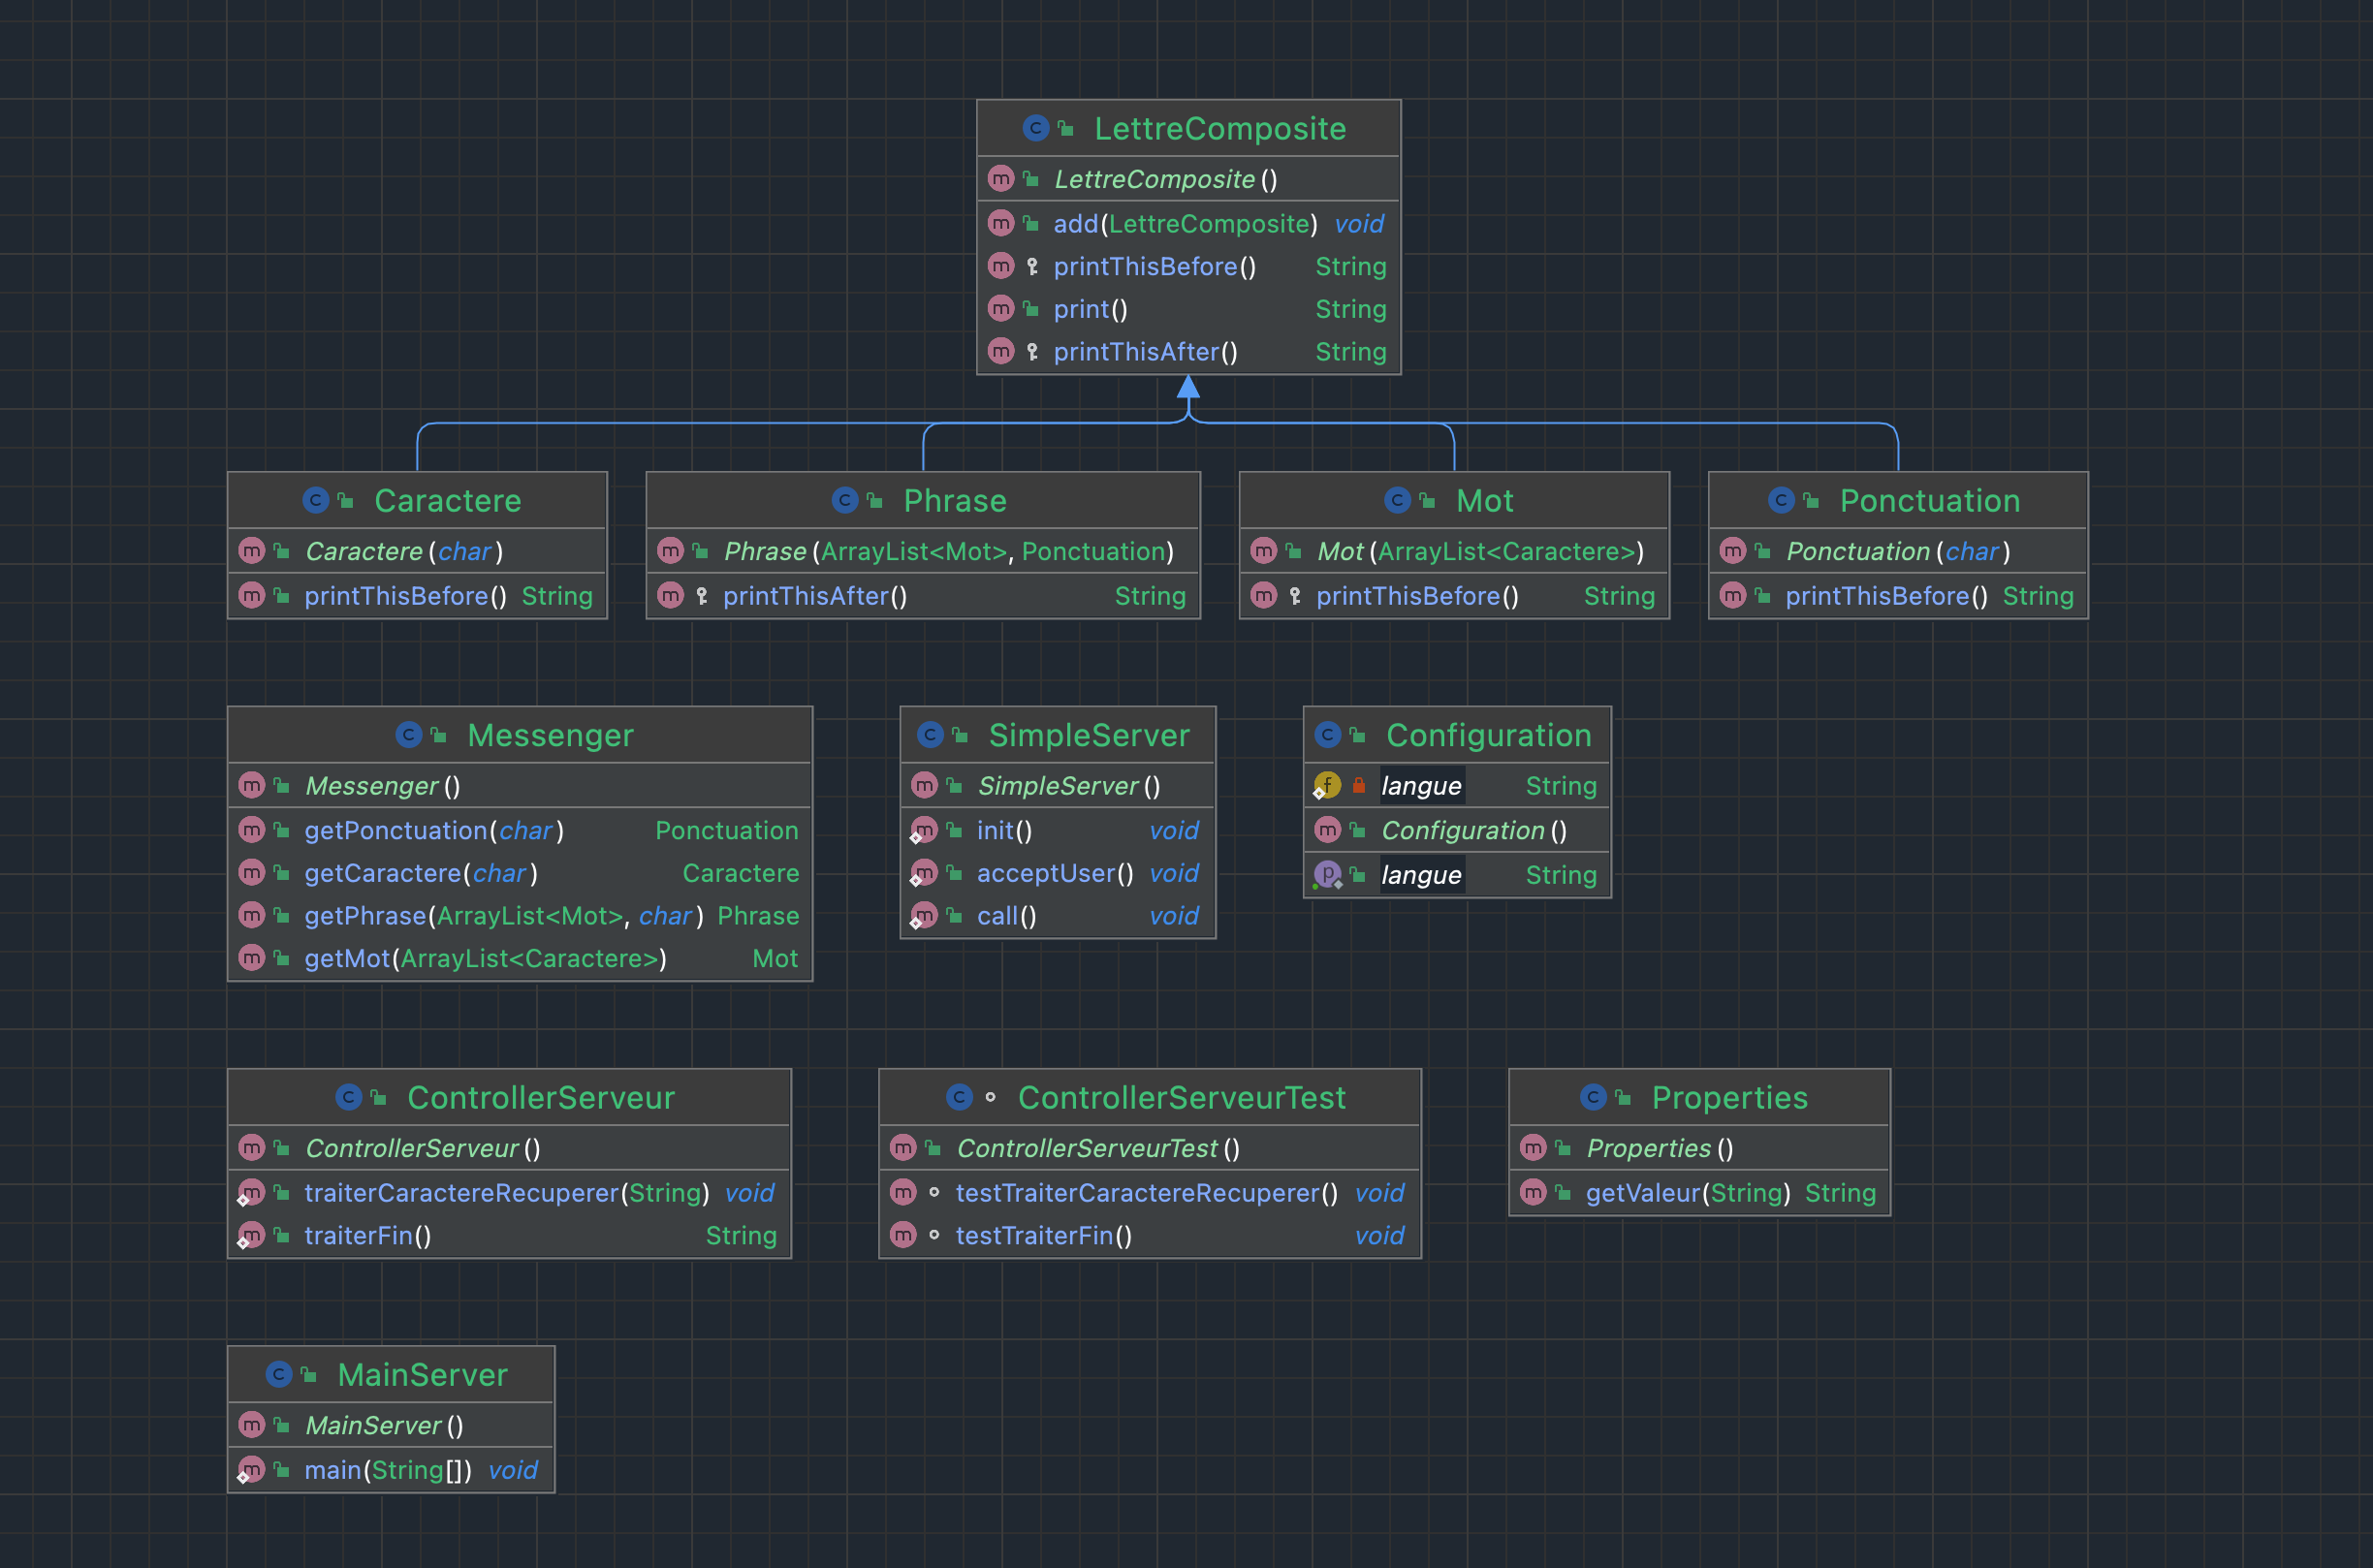 LettreComposite
LettreComposite()
add(LettreComposite) void
printThisBefore() String
print() String
printThisAfter() String
Caractere
Caractere(char)
printThisBefore() String
Phrase
Phrase(ArrayList<Mot>, Ponctuation)
printThisAfter() String
Mot
Mot(ArrayList<Caractere>)
printThisBefore() String
Ponctuation
Ponctuation(char)
printThisBefore() String
Messenger
Messenger()
getPonctuation(char) Ponctuation
getCaractere(char) Caractere
getPhrase(ArrayList<Mot>, char) Phrase
getMot(ArrayList<Caractere>) Mot
SimpleServer
SimpleServer()
init() void
acceptUser() void
call() void
Configuration
langue String
Configuration()
langue String
ControllerServeur
ControllerServeur()
traiterCaractereRecuperer(String) void
traiterFin() String
ControllerServeurTest
ControllerServeurTest()
testTraiterCaractereRecuperer() void
testTraiterFin() void
Properties
Properties()
getValeur(String) String
MainServer
MainServer()
main(String[]) void